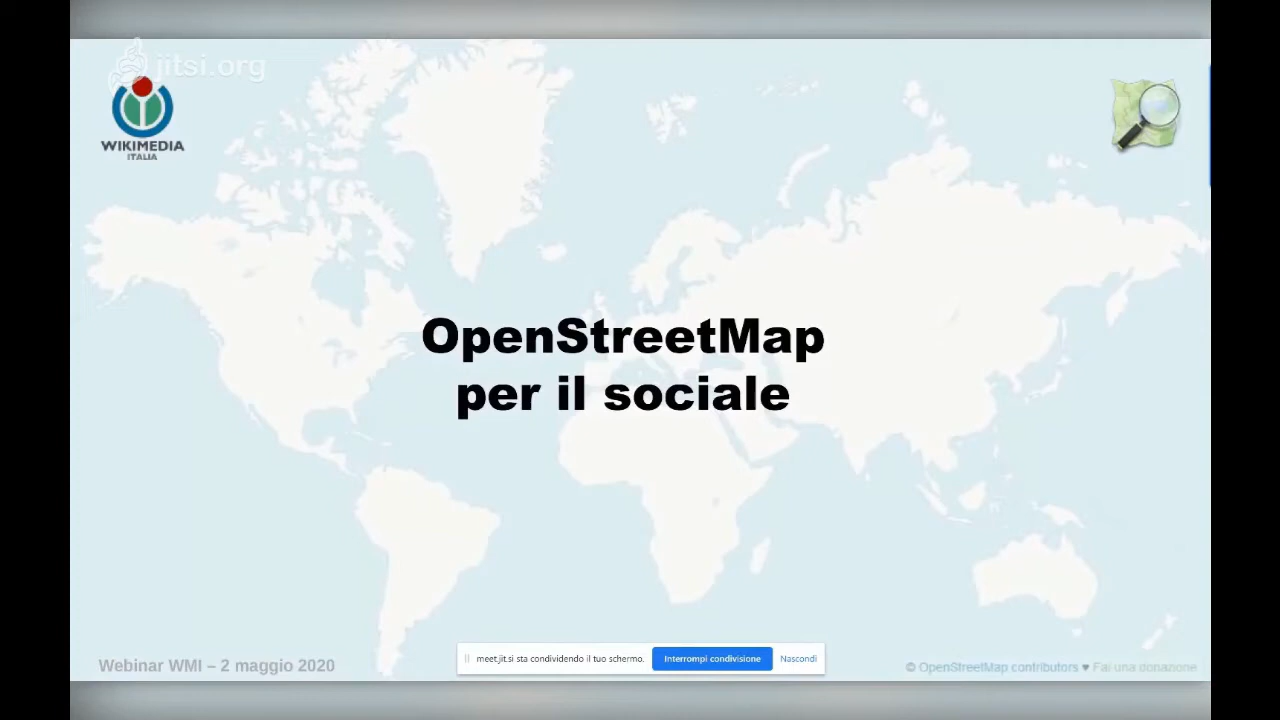 jitsi.org
WIKIMEDIA
ITALIA
OpenStreetMap
per il sociale
meet.jit.si sta condividendo il tuo schermo. Interrompi condivisione Nascondi
Webinar WMI – 2 maggio 2020
© OpenStreetMap contributors ♥ Fai una donazione